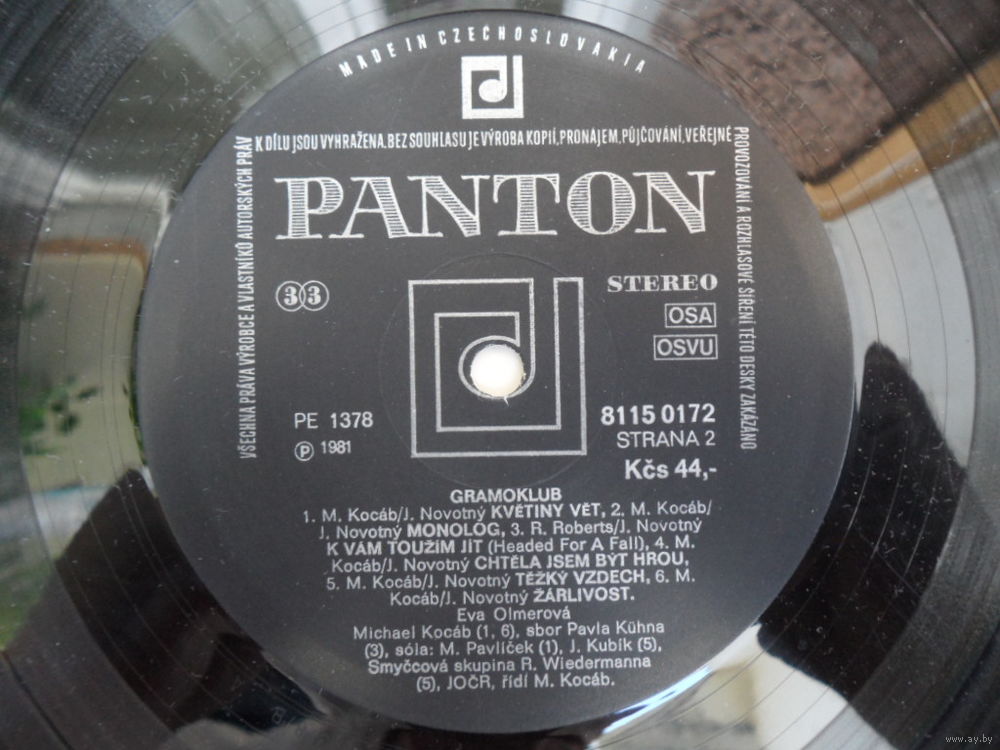 MADE IN CZECHOSLOVAKIA
VŠECHNA PRÁVA VÝROBCE A VLASTNÍKŮ AUTORSKÝCH PRÁV
K DÍLU JSOU VYHRAŽENA. BEZ SOUHLASU JE VÝROBA KOPIÍ, PRONÁJEM, PŮJČOVÁNÍ, VEŘEJNÉ
PROVOZOVÁNÍ A ROZHLASOVÉ ŠÍŘENÍ TÉTO DESKY ZAKÁZÁNO
PANTON
33
STEREO
OSA
OSVU
PE 1378
℗ 1981
8115 0172
STRANA 2
Kčs 44,-
GRAMOKLUB
1. M. Kocáb/J. Novotný KVĚTINY VĚT, 2. M. Kocáb/
J. Novotný MONOLOG, 3. R. Roberts/J. Novotný
K VÁM TOUŽÍM JÍT (Headed For A Fall), 4. M.
Kocáb/J. Novotný CHTĚLA JSEM BÝT HROU,
5. M. Kocáb/J. Novotný TĚŽKÝ VZDECH, 6. M.
Kocáb/J. Novotný ŽÁRLIVOST.
Eva Olmerová
Michael Kocáb (1, 6), sbor Pavla Kühna
(3), sóla: M. Pavlíček (1), J. Kubík (5),
Smyčcová skupina R. Wiedermanna
(5), JOČR, řídí M. Kocáb.
www.ay.by